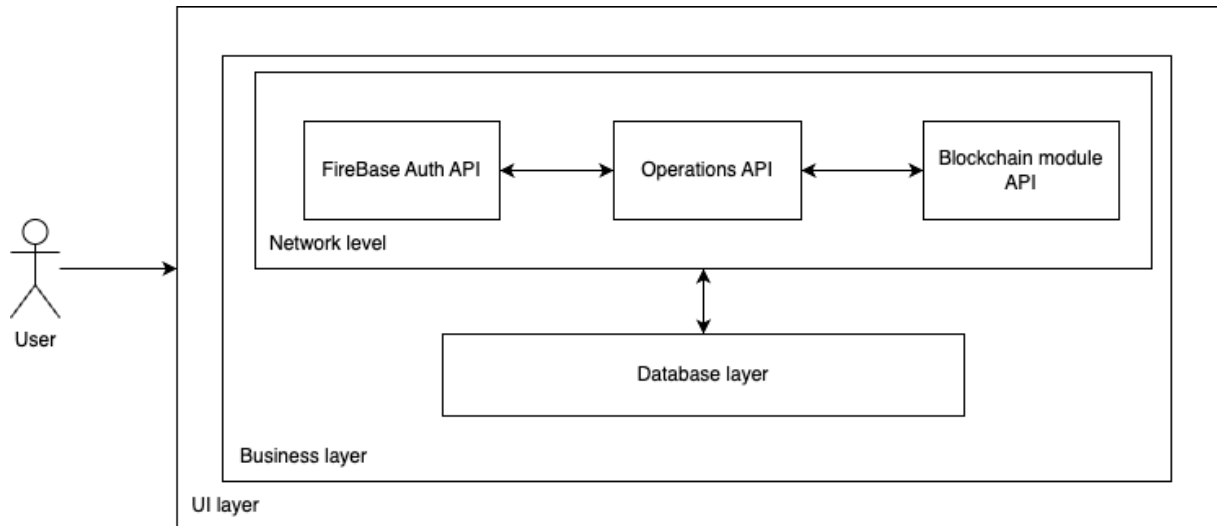 FireBase Auth API
Operations API
Blockchain module
API
Network level
User
Database layer
Business layer
UI layer